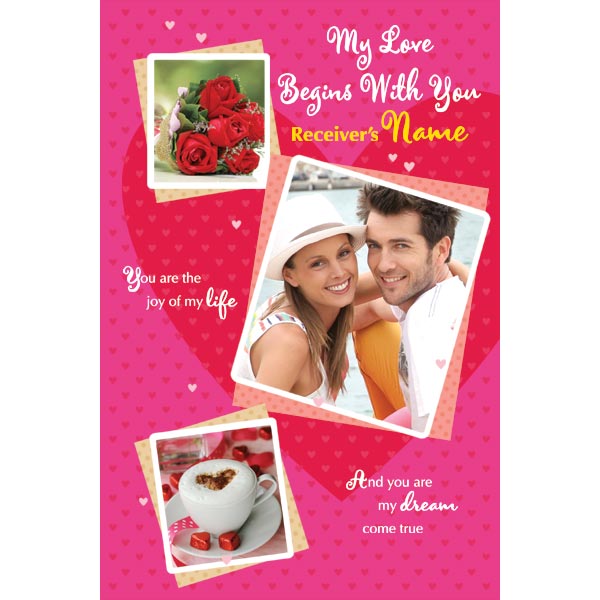 My Love
Begins With You
Receiver's Name
You are the
joy of my life
And you are
my dream
come true